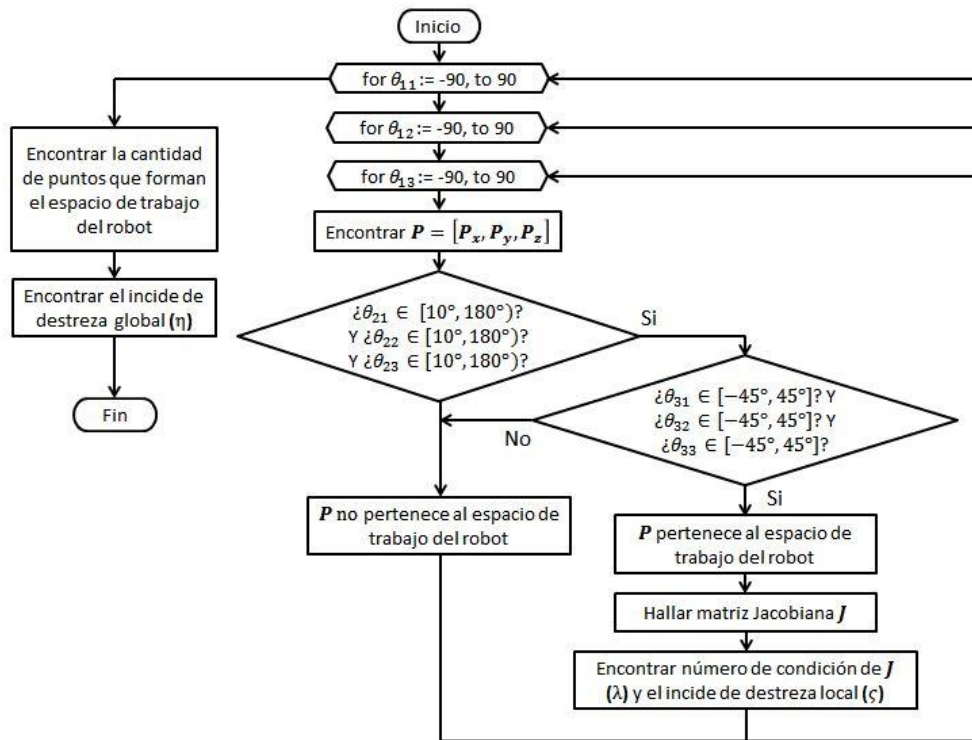 Inicio
for θ₁₁:= -90, to 90
for θ₁₂:= -90, to 90
for θ₁₃:= -90, to 90
Encontrar P = [Pₓ, Pᵧ, P_z]
¿θ₂₁ ∈ [10°, 180°)?
Y ¿θ₂₂ ∈ [10°, 180°)?
Y ¿θ₂₃ ∈ [10°, 180°)?
Si
¿θ₃₁ ∈ [−45°, 45°]? Y
¿θ₃₂ ∈ [−45°, 45°]? Y
¿θ₃₃ ∈ [−45°, 45°]?
No
Si
P no pertenece al espacio de
trabajo del robot
P pertenece al espacio de
trabajo del robot
Hallar matriz Jacobiana J
Encontrar número de condición de J
(λ) y el incide de destreza local (ς)
Encontrar la cantidad
de puntos que forman
el espacio de trabajo
del robot
Encontrar el incide de
destreza global (η)
Fin